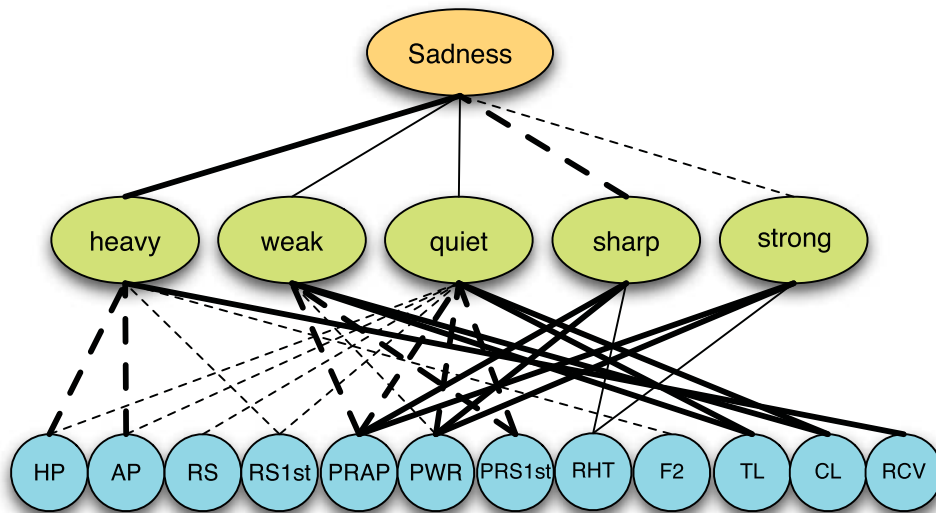 Sadness
heavy weak quiet sharp strong
HP AP RS RS1st PRAP PWR PRS1st RHT F2 TL CL RCV